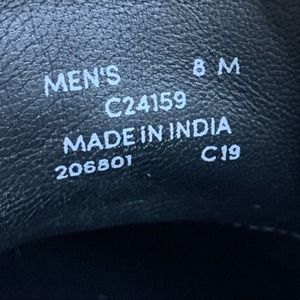 MEN'S 8 M
C24159
MADE IN INDIA
206801 C19